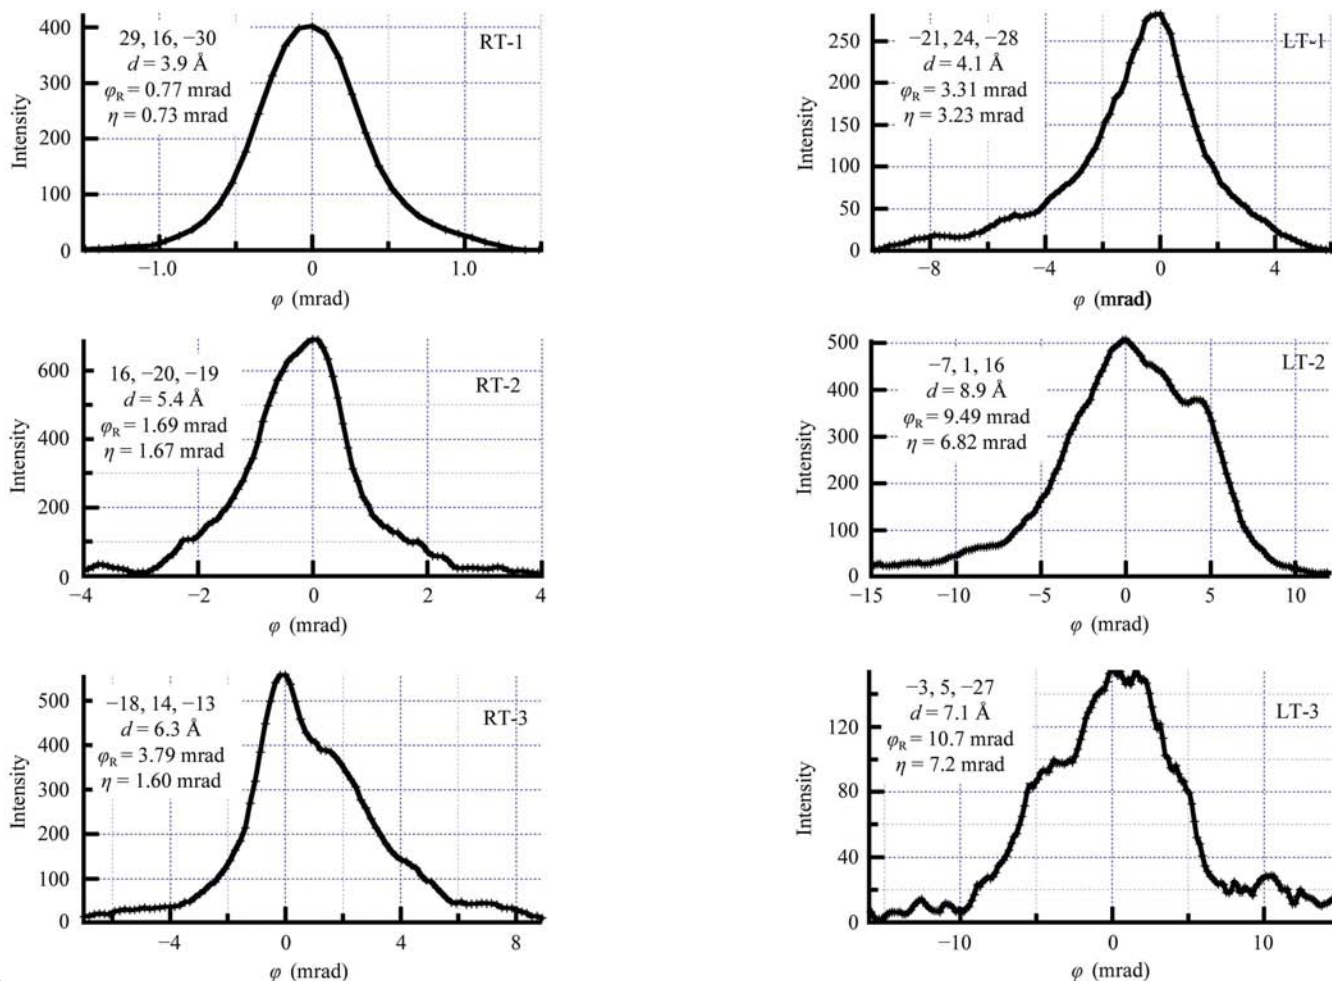 400
300
200
100
0
Intensity
29, 16, −30
d = 3.9 Å
φR = 0.77 mrad
η = 0.73 mrad
RT-1
−1.0
0
1.0
φ (mrad)
250
200
150
100
50
0
Intensity
−21, 24, −28
d = 4.1 Å
φR = 3.31 mrad
η = 3.23 mrad
LT-1
−8
−4
0
4
φ (mrad)
600
400
200
0
Intensity
16, −20, −19
d = 5.4 Å
φR = 1.69 mrad
η = 1.67 mrad
RT-2
−4
−2
0
2
4
φ (mrad)
500
400
300
200
100
0
Intensity
−7, 1, 16
d = 8.9 Å
φR = 9.49 mrad
η = 6.82 mrad
LT-2
−15
−10
−5
0
5
10
φ (mrad)
500
400
300
200
100
0
Intensity
−18, 14, −13
d = 6.3 Å
φR = 3.79 mrad
η = 1.60 mrad
RT-3
−4
0
4
8
φ (mrad)
120
80
40
0
Intensity
−3, 5, −27
d = 7.1 Å
φR = 10.7 mrad
η = 7.2 mrad
LT-3
−10
0
10
φ (mrad)